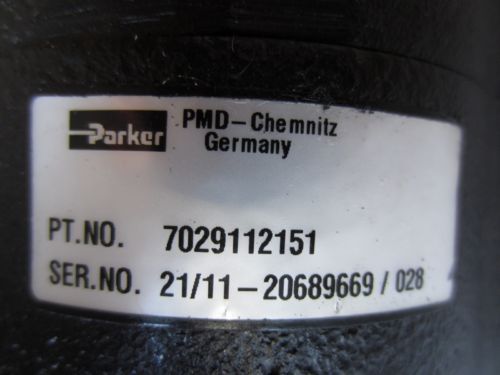 Parker
PMD-Chemnitz
Germany
PT.NO. 7029112151
SER.NO. 21/11-20689669 / 028